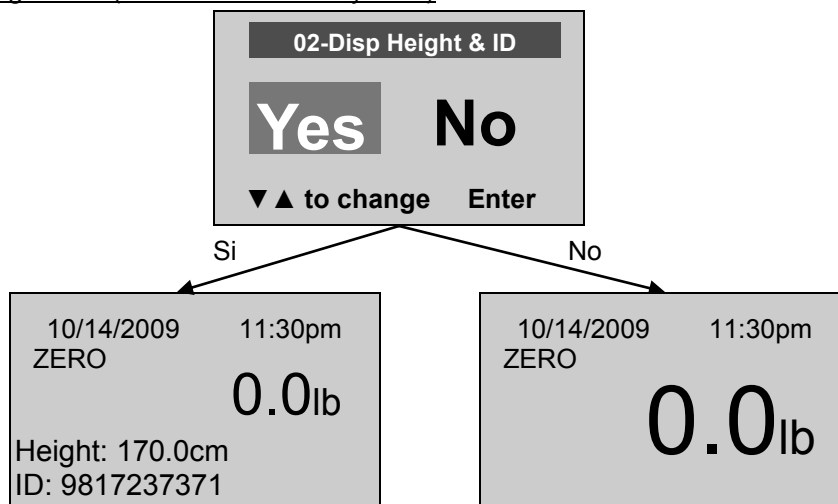 02-Disp Height & ID
Yes No
▼▲ to change Enter
Si No
10/14/2009 11:30pm
ZERO
0.0lb
Height: 170.0cm
ID: 9817237371
10/14/2009 11:30pm
ZERO
0.0lb